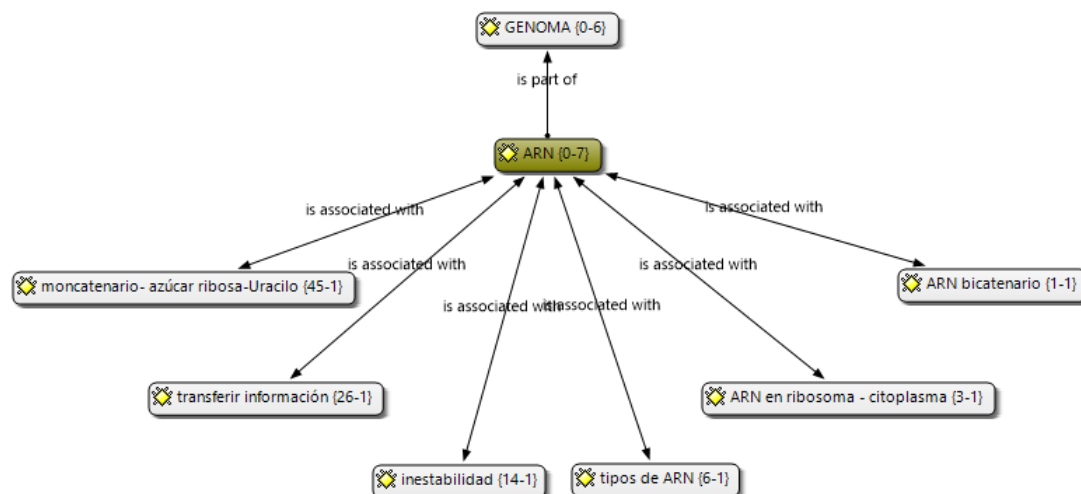 GENOMA {0-6}
is part of
ARN {0-7}
is associated with
is associated with
is associated with
is associated with
moncatenario- azúcar ribosa-Uracilo {45-1}
ARN bicatenario {1-1}
is associated with
is associated with
transferir información {26-1}
ARN en ribosoma - citoplasma {3-1}
inestabilidad {14-1}
tipos de ARN {6-1}